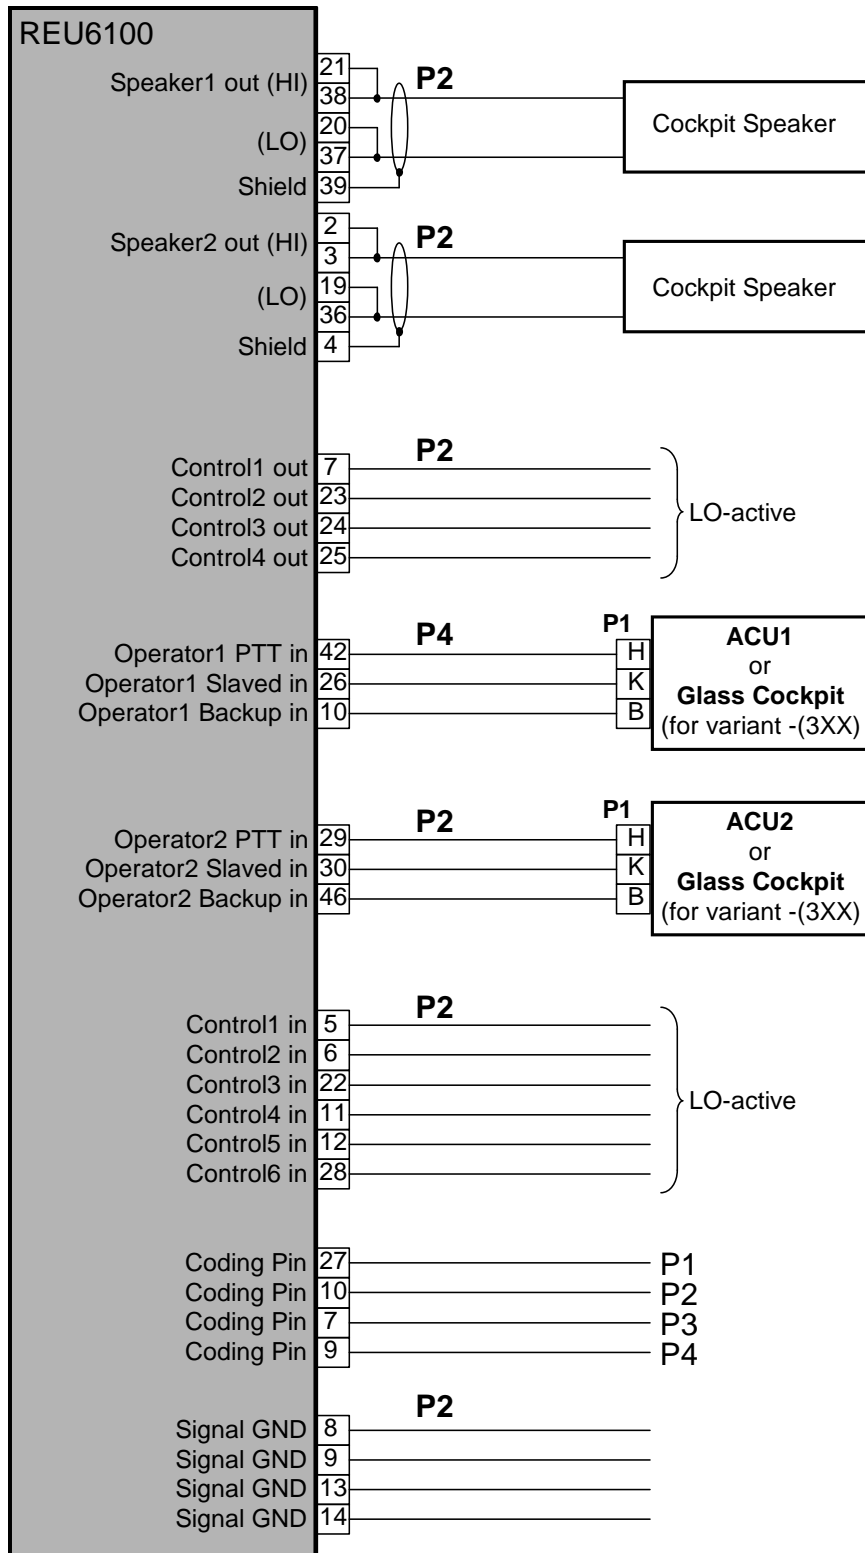 REU6100
21
Speaker1 out (HI) 38 P2
20
(LO) 37
Cockpit Speaker
Shield 39
2
Speaker2 out (HI) 3 P2
19
(LO) 36
Cockpit Speaker
Shield 4
P2
Control1 out 7
Control2 out 23
Control3 out 24
Control4 out 25
LO-active
P4 P1
Operator1 PTT in 42 H
Operator1 Slaved in 26 K
Operator1 Backup in 10 B
ACU1
or
Glass Cockpit
(for variant -(3XX)
P2 P1
Operator2 PTT in 29 H
Operator2 Slaved in 30 K
Operator2 Backup in 46 B
ACU2
or
Glass Cockpit
(for variant -(3XX)
P2
Control1 in 5
Control2 in 6
Control3 in 22
Control4 in 11
Control5 in 12
Control6 in 28
LO-active
Coding Pin 27 P1
Coding Pin 10 P2
Coding Pin 7 P3
Coding Pin 9 P4
P2
Signal GND 8
Signal GND 9
Signal GND 13
Signal GND 14